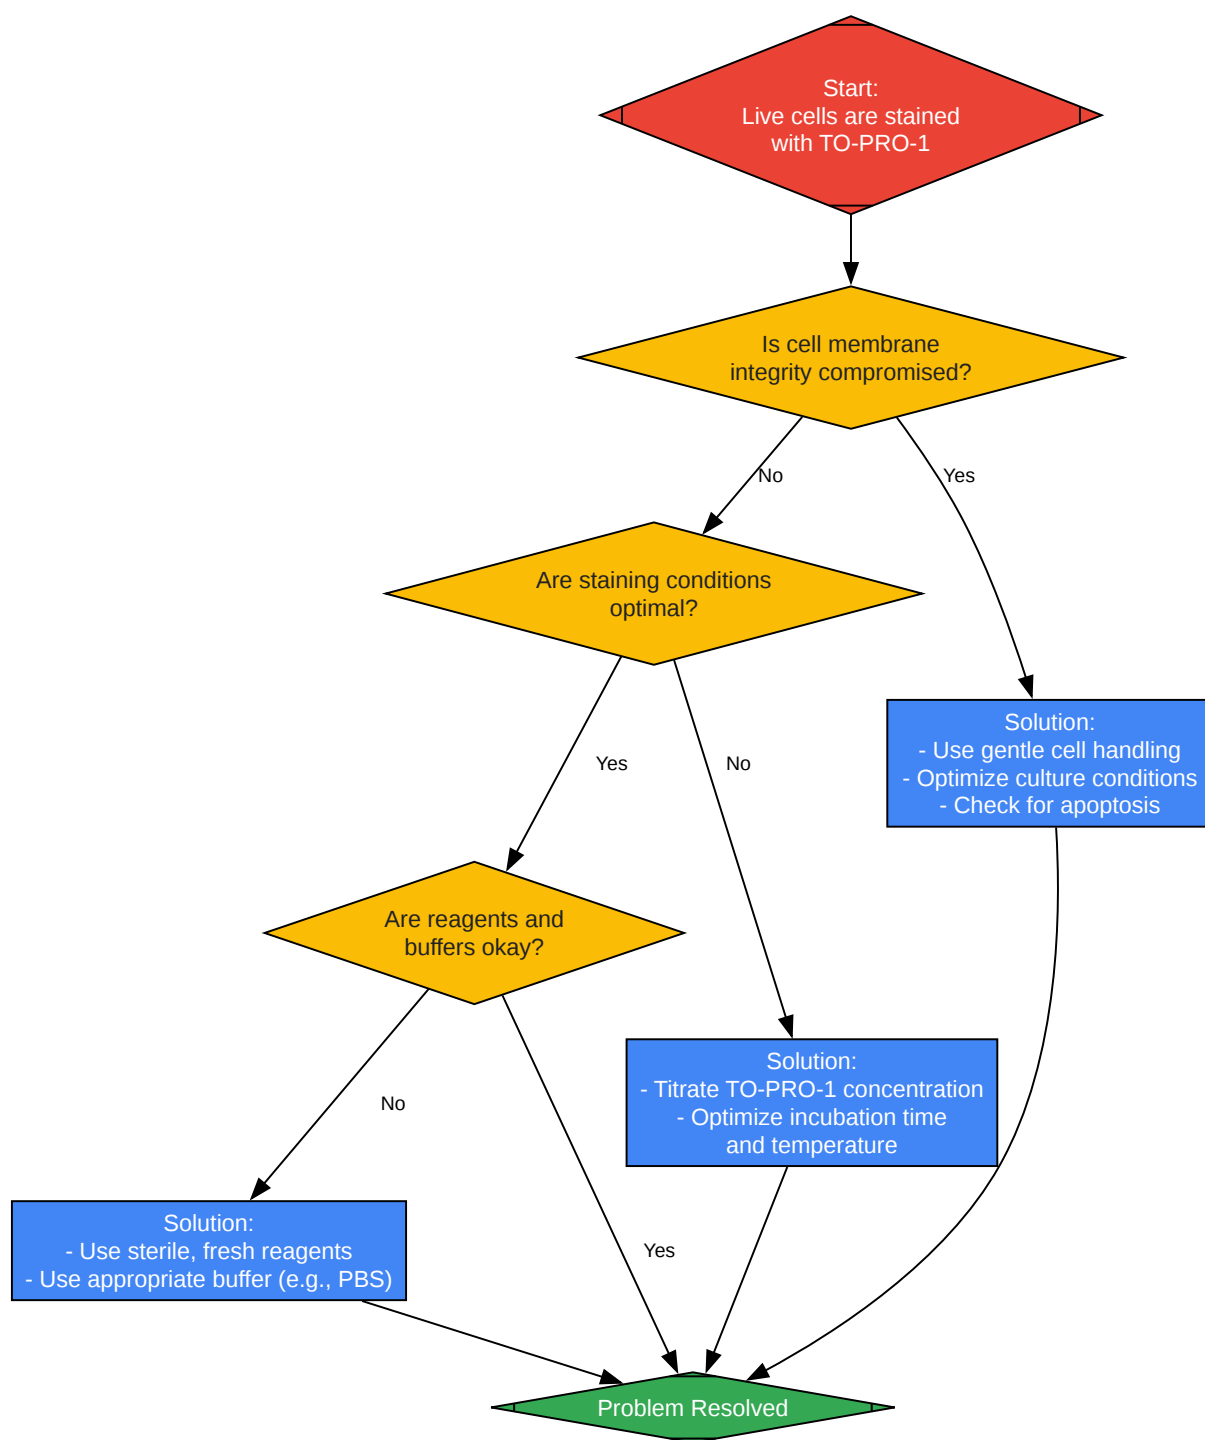 Start:
Live cells are stained
with TO-PRO-1
Is cell membrane
integrity compromised?
No
Yes
Are staining conditions
optimal?
Yes
No
Solution:
- Use gentle cell handling
- Optimize culture conditions
- Check for apoptosis
Are reagents and
buffers okay?
No
Yes
Solution:
- Titrate TO-PRO-1 concentration
- Optimize incubation time
and temperature
Solution:
- Use sterile, fresh reagents
- Use appropriate buffer (e.g., PBS)
Problem Resolved